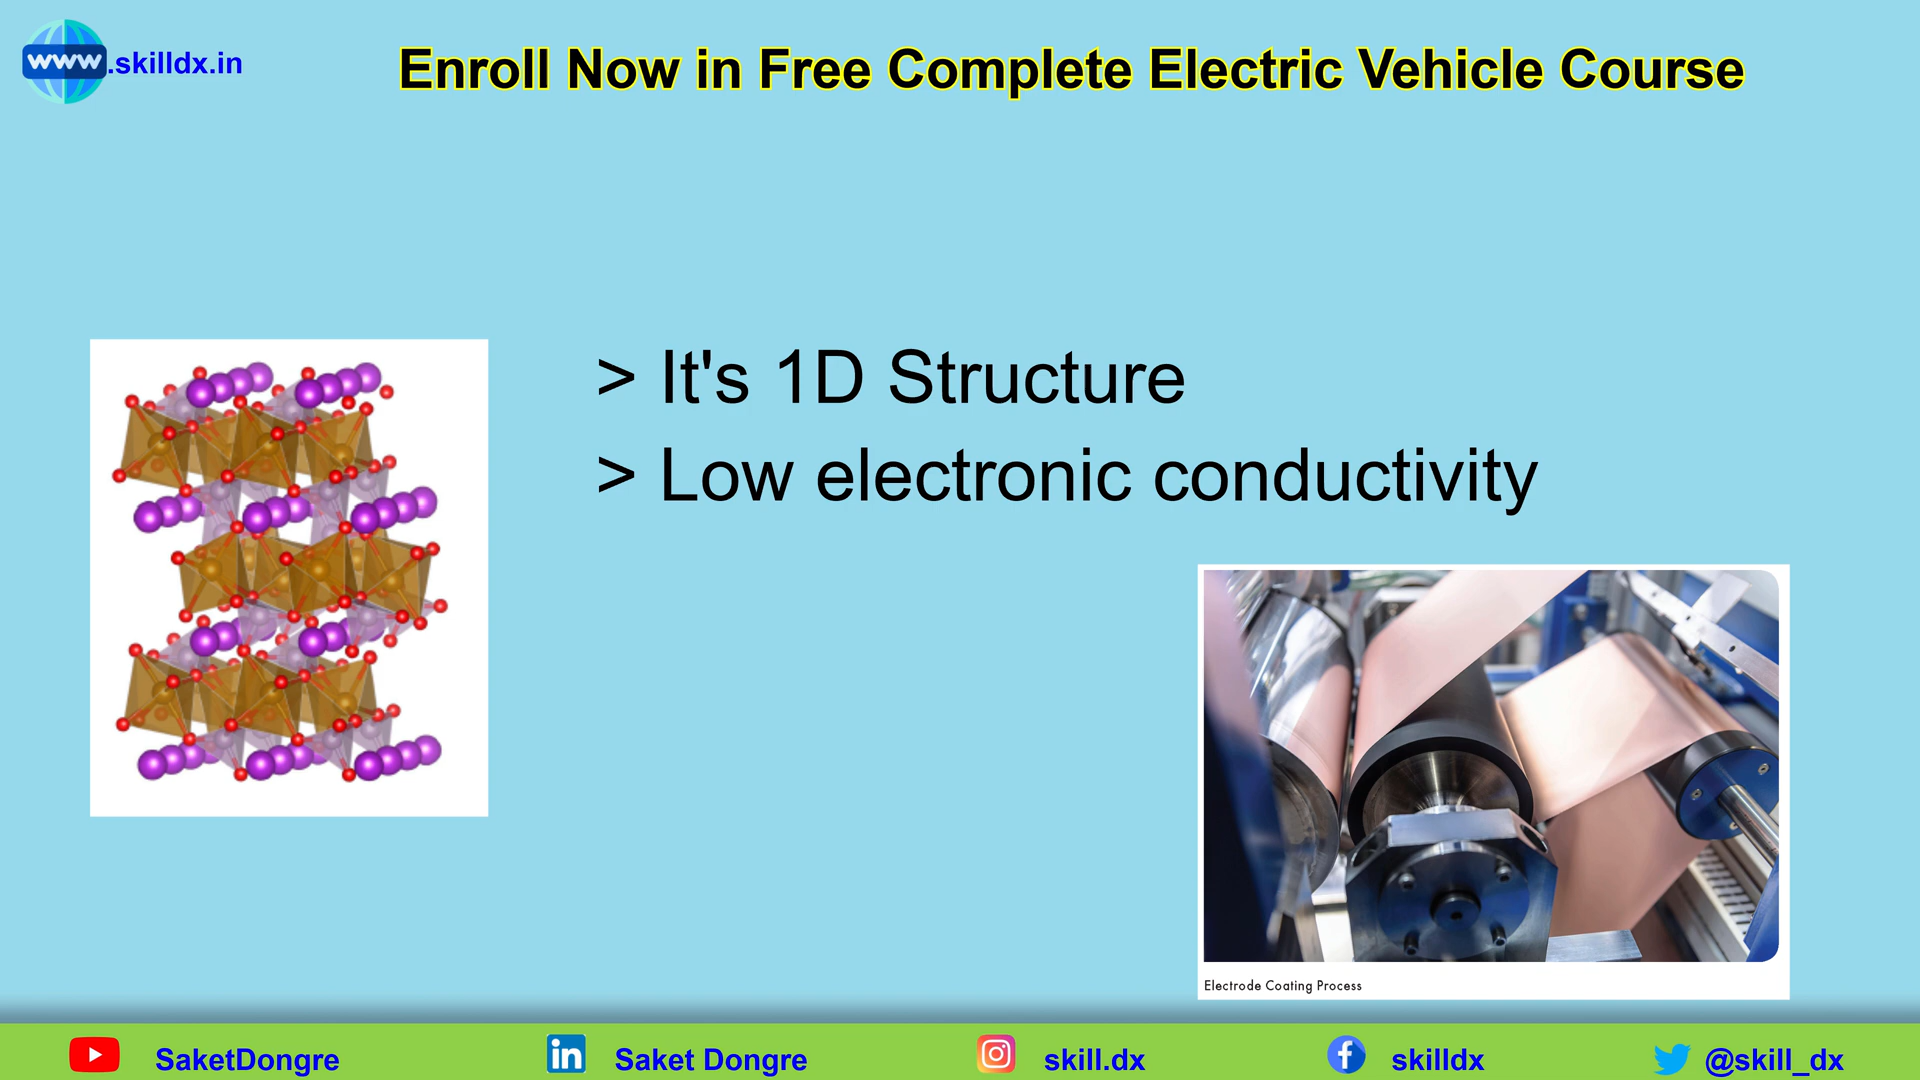 www.skilldx.in
Enroll Now in Free Complete Electric Vehicle Course
> It's 1D Structure
> Low electronic conductivity
Electrode Coating Process
SaketDongre
in Saket Dongre
skill.dx
skilldx
@skill_dx